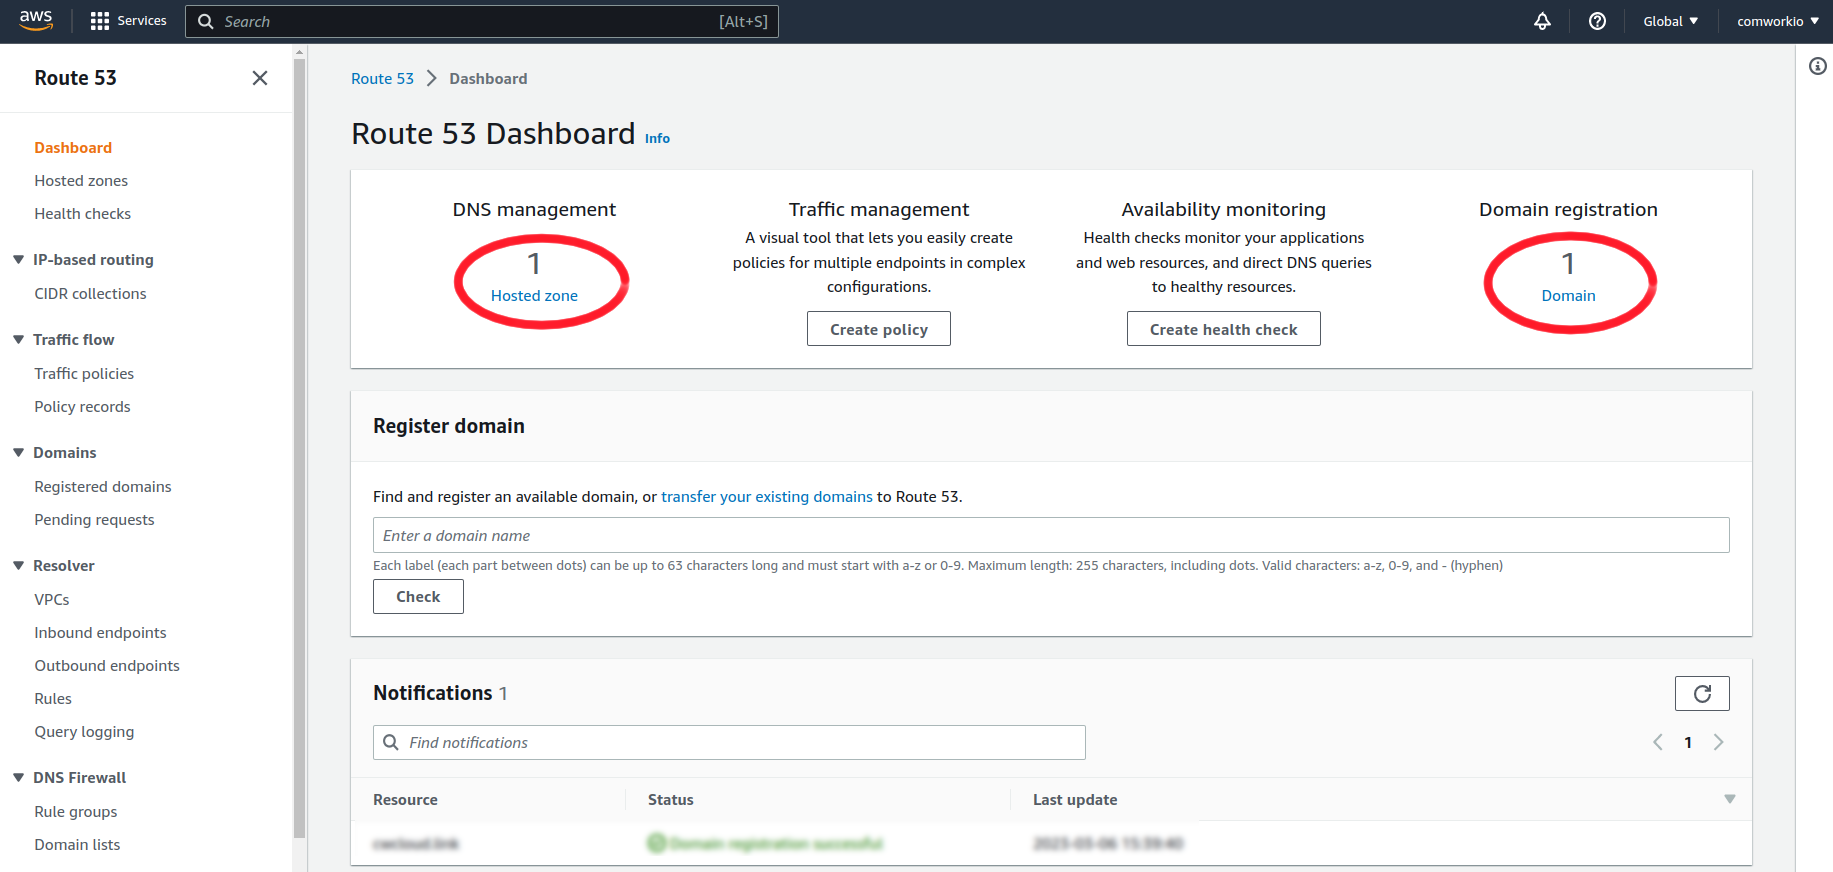 aws
Services
Search
[Alt+S]
Global
comworkio
Route 53
Dashboard
Hosted zones
Health checks
IP-based routing
CIDR collections
Traffic flow
Traffic policies
Policy records
Domains
Registered domains
Pending requests
Resolver
VPCs
Inbound endpoints
Outbound endpoints
Rules
Query logging
DNS Firewall
Rule groups
Domain lists
Route 53 > Dashboard
Route 53 Dashboard Info
DNS management
1
Hosted zone
Traffic management
A visual tool that lets you easily create
policies for multiple endpoints in complex
configurations.
Create policy
Availability monitoring
Health checks monitor your applications
and web resources, and direct DNS queries
to healthy resources.
Create health check
Domain registration
1
Domain
Register domain
Find and register an available domain, or transfer your existing domains to Route 53.
Enter a domain name
Each label (each part between dots) can be up to 63 characters long and must start with a-z or 0-9. Maximum length: 255 characters, including dots. Valid characters: a-z, 0-9, and - (hyphen)
Check
Notifications 1
Find notifications
1
Resource Status Last update
Domain registration successful